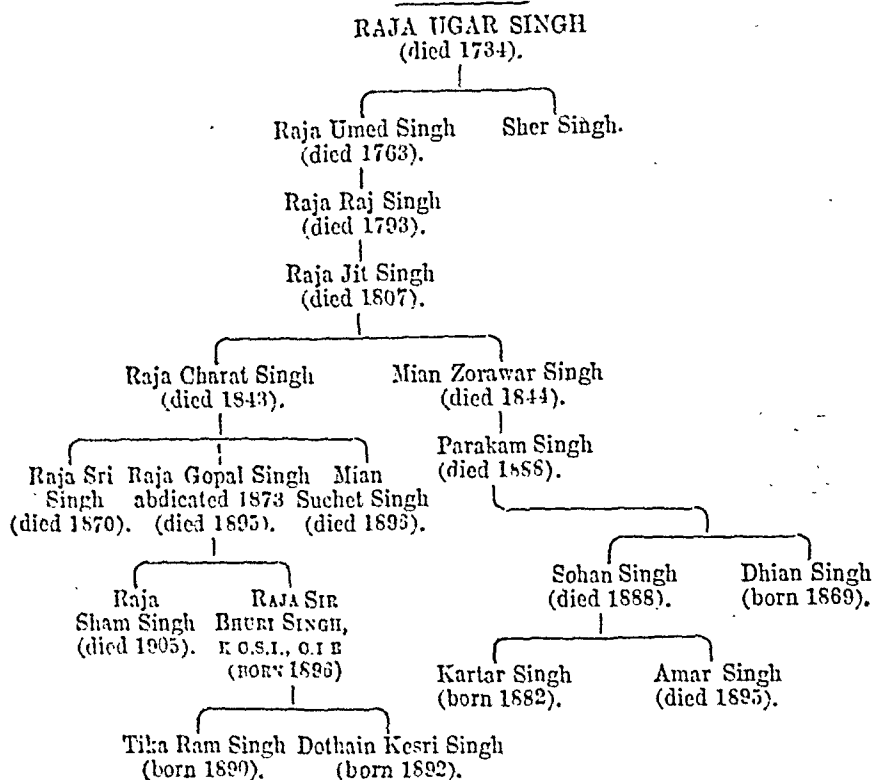 RAJA UGAR SINGH
(died 1734).
Raja Umed Singh Sher Singh.
(died 1763).
Raja Raj Singh
(died 1793).
Raja Jit Singh
(died 1807).
Raja Charat Singh Mian Zorawar Singh
(died 1843). (died 1844).
Parakam Singh
(died 1888).
Raja Sri Raja Gopal Singh Mian
Singh abdicated 1873 Suchet Singh
(died 1870). (died 1895). (died 1896).
Sohan Singh Dhian Singh
(died 1888). (born 1869).
Raja RAJA SIR
Sham Singh BHURI SINGH,
(died 1905). K C.S.I., C.I E
(BORN 1896)
Kartar Singh Amar Singh
(born 1882). (died 1895).
Tika Ram Singh Dothain Kesri Singh
(born 1890). (born 1892).